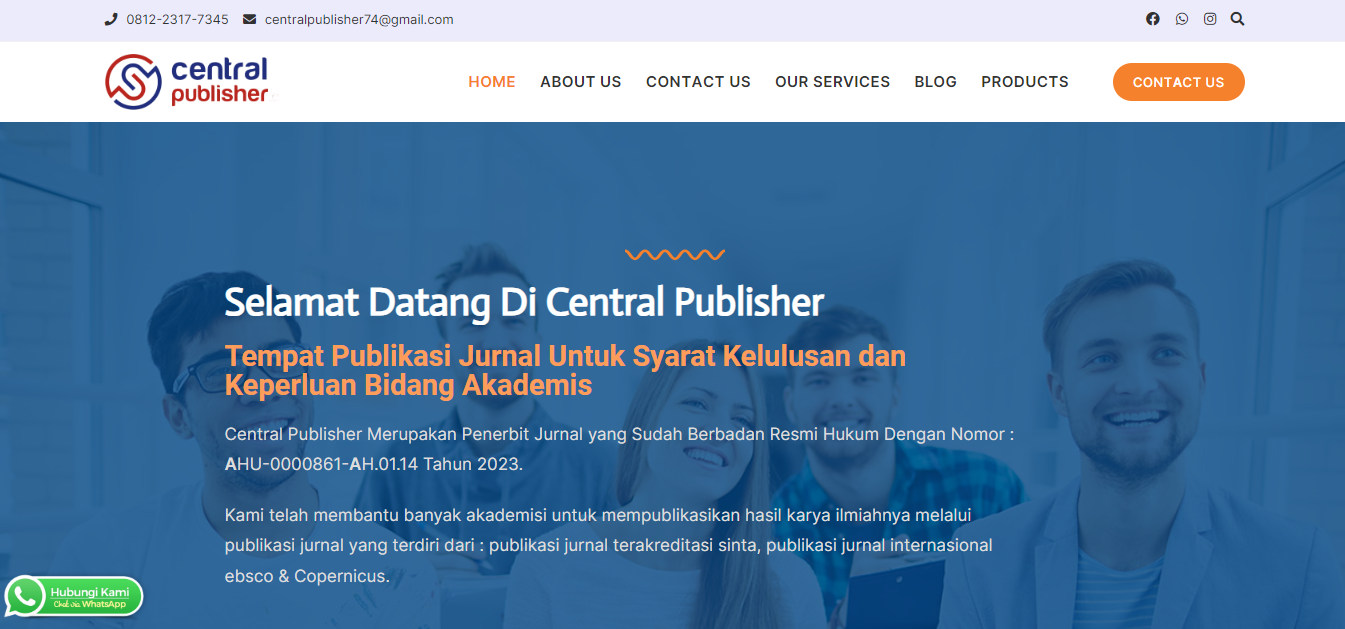 0812-2317-7345 centralpublisher74@gmail.com
central
publisher
HOME ABOUT US CONTACT US OUR SERVICES BLOG PRODUCTS CONTACT US
Selamat Datang Di Central Publisher
Tempat Publikasi Jurnal Untuk Syarat Kelulusan dan
Keperluan Bidang Akademis
Central Publisher Merupakan Penerbit Jurnal yang Sudah Berbadan Resmi Hukum Dengan Nomor :
AHU-0000861-AH.01.14 Tahun 2023.
Kami telah membantu banyak akademisi untuk mempublikasikan hasil karya ilmiahnya melalui
publikasi jurnal yang terdiri dari : publikasi jurnal terakreditasi sinta, publikasi jurnal internasional
ebsco & Copernicus.
Hubungi Kami
Chat via WhatsApp